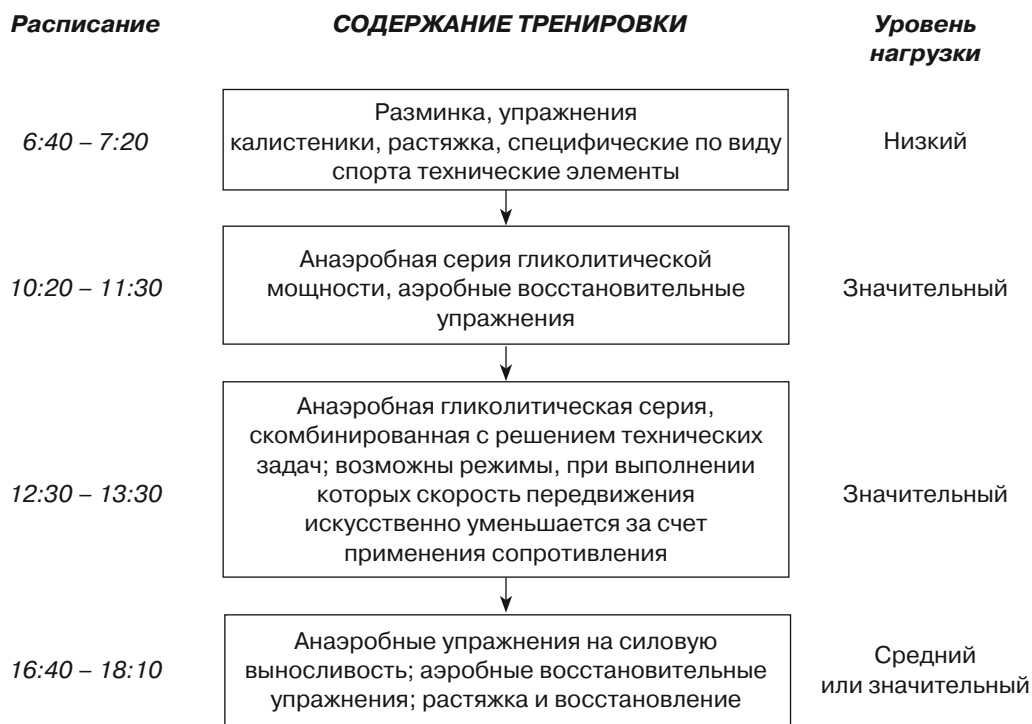 Расписание СОДЕРЖАНИЕ ТРЕНИРОВКИ Уровень
нагрузки
6:40 – 7:20
Разминка, упражнения
калистеники, растяжка, специфические по виду
спорта технические элементы
Низкий
10:20 – 11:30
Анаэробная серия гликолитической
мощности, аэробные восстановительные
упражнения
Значительный
12:30 – 13:30
Анаэробная гликолитическая серия,
скомбинированная с решением технических
задач; возможны режимы, при выполнении
которых скорость передвижения
искусственно уменьшается за счет
применения сопротивления
Значительный
16:40 – 18:10
Анаэробные упражнения на силовую
выносливость; аэробные восстановительные
упражнения; растяжка и восстановление
Средний
или значительный